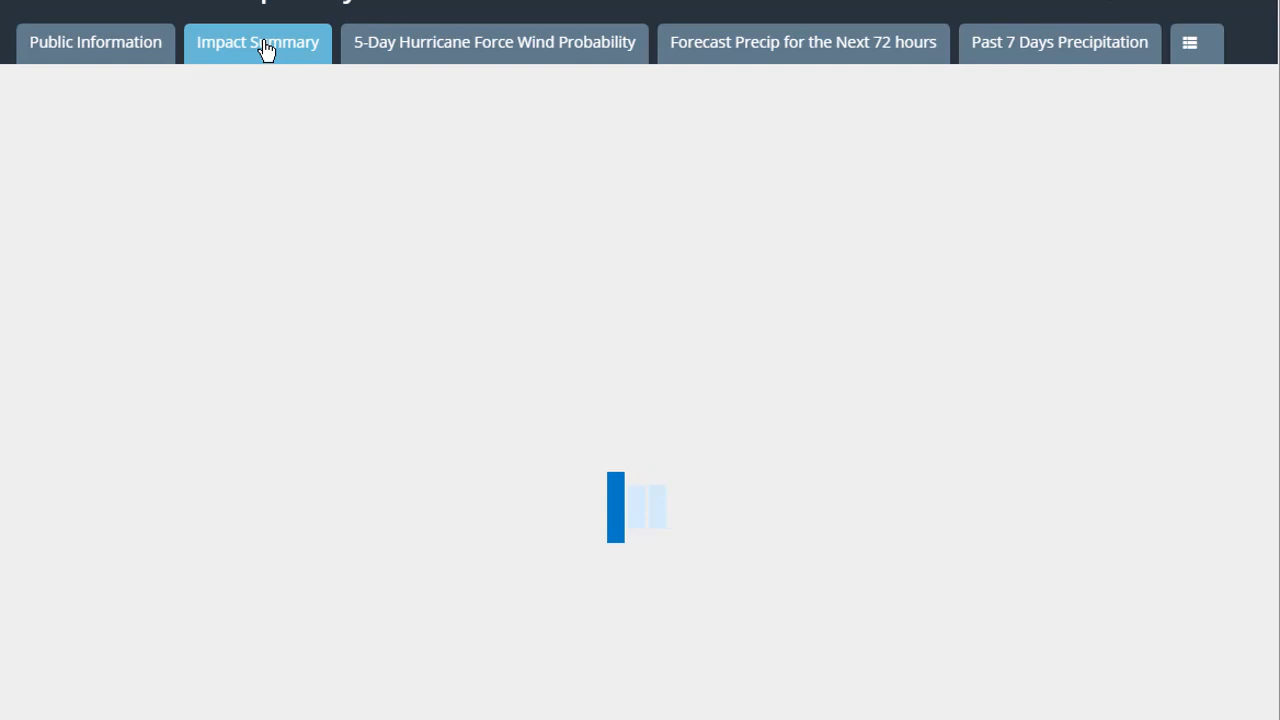 Public Information
Impact Summary
5-Day Hurricane Force Wind Probability
Forecast Precip for the Next 72 hours
Past 7 Days Precipitation